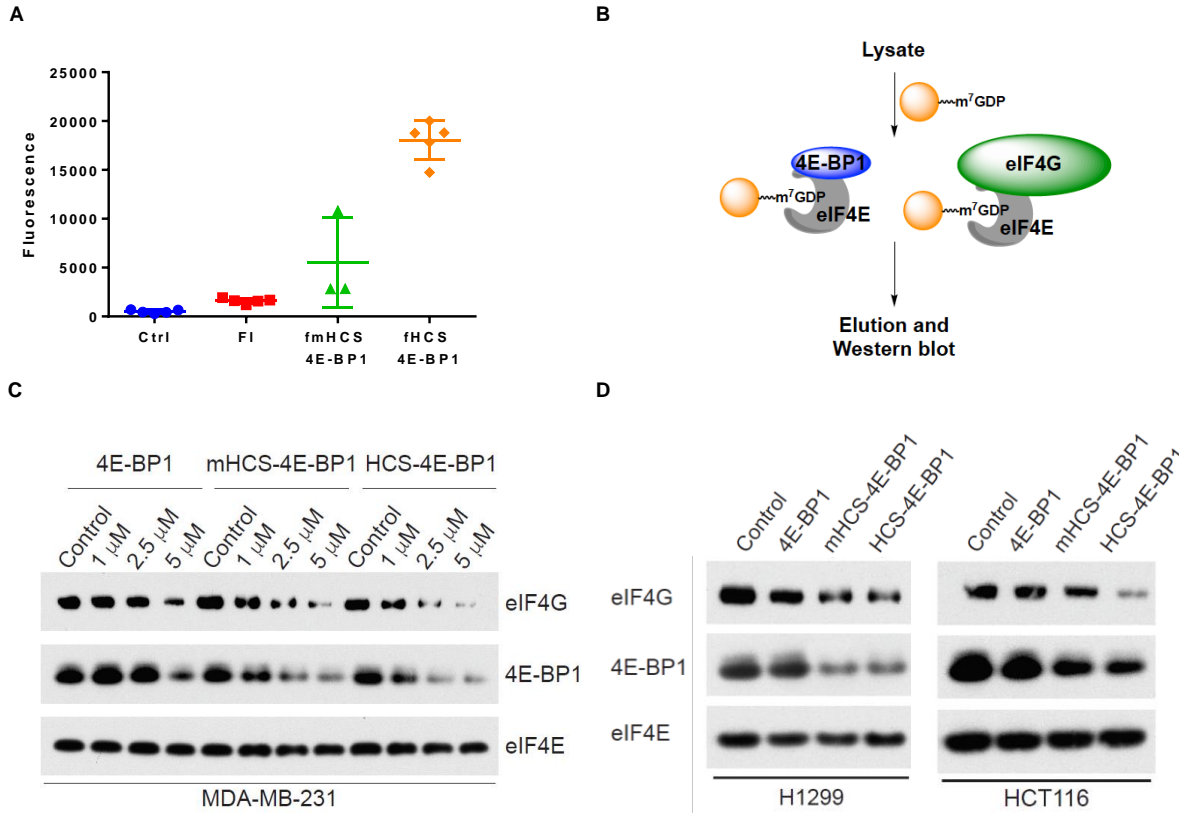 A
25000
20000
15000
10000
5000
0
Fluorescence
Ctrl
FI
fmHCS
4E-BP1
fHCS
4E-BP1
B
Lysate
m⁷GDP
4E-BP1
m⁷GDP
eIF4E
eIF4G
m⁷GDP
eIF4E
Elution and
Western blot
C
4E-BP1 mHCS-4E-BP1 HCS-4E-BP1
Control 1 µM 2.5 µM 5 µM Control 1 µM 2.5 µM 5 µM Control 1 µM 2.5 µM 5 µM
eIF4G
4E-BP1
eIF4E
MDA-MB-231
D
Control 4E-BP1 mHCS-4E-BP1 HCS-4E-BP1 Control 4E-BP1 mHCS-4E-BP1 HCS-4E-BP1
eIF4G
4E-BP1
eIF4E
H1299 HCT116